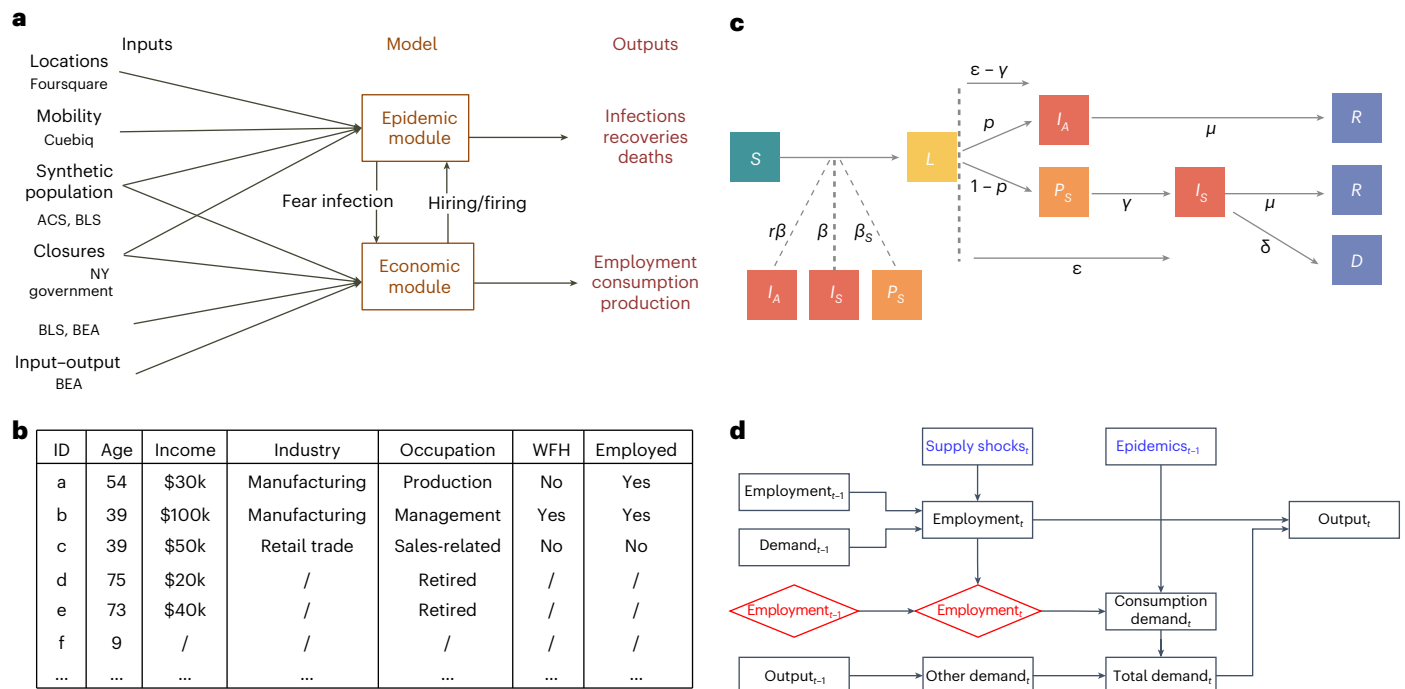 a
Inputs
Model
Outputs
Locations
Foursquare
Mobility
Cuebiq
Synthetic
population
ACS, BLS
Closures
NY
government
BLS, BEA
Input–output
BEA
Epidemic
module
Fear infection
Hiring/firing
Economic
module
Infections
recoveries
deaths
Employment
consumption
production
b
ID Age Income Industry Occupation WFH Employed
a 54 $30k Manufacturing Production No Yes
b 39 $100k Manufacturing Management Yes Yes
c 39 $50k Retail trade Sales-related No No
d 75 $20k / Retired / /
e 73 $40k / Retired / /
f 9 / / / / /
... ... ... ... ... ... ...
c
ε – γ
S
L
p
1 – p
I_A
μ
R
P_S
γ
I_S
μ
R
δ
D
ε
rβ
β
β_S
I_A
I_S
P_S
d
Supply shocks_t
Epidemics_t–1
Employment_t–1
Demand_t–1
Employment_t
Output_t
Employment_t–1
Employment_t
Consumption
demand_t
Output_t–1
Other demand_t
Total demand_t